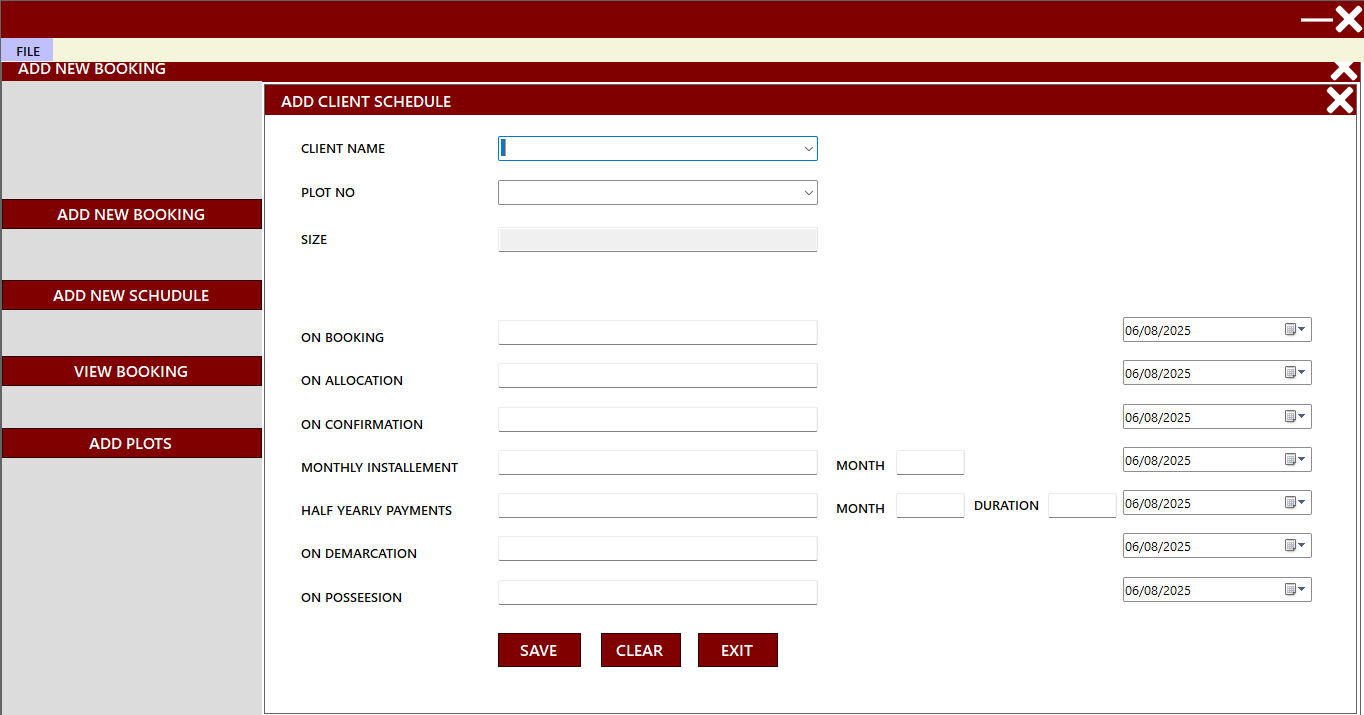 FILE
ADD NEW BOOKING
ADD CLIENT SCHEDULE
CLIENT NAME
PLOT NO
ADD NEW BOOKING
SIZE
ADD NEW SCHUDULE
ON BOOKING 06/08/2025
VIEW BOOKING
ON ALLOCATION 06/08/2025
ON CONFIRMATION 06/08/2025
ADD PLOTS
MONTHLY INSTALLEMENT MONTH 06/08/2025
HALF YEARLY PAYMENTS MONTH DURATION 06/08/2025
ON DEMARCATION 06/08/2025
ON POSSEESION 06/08/2025
SAVE CLEAR EXIT